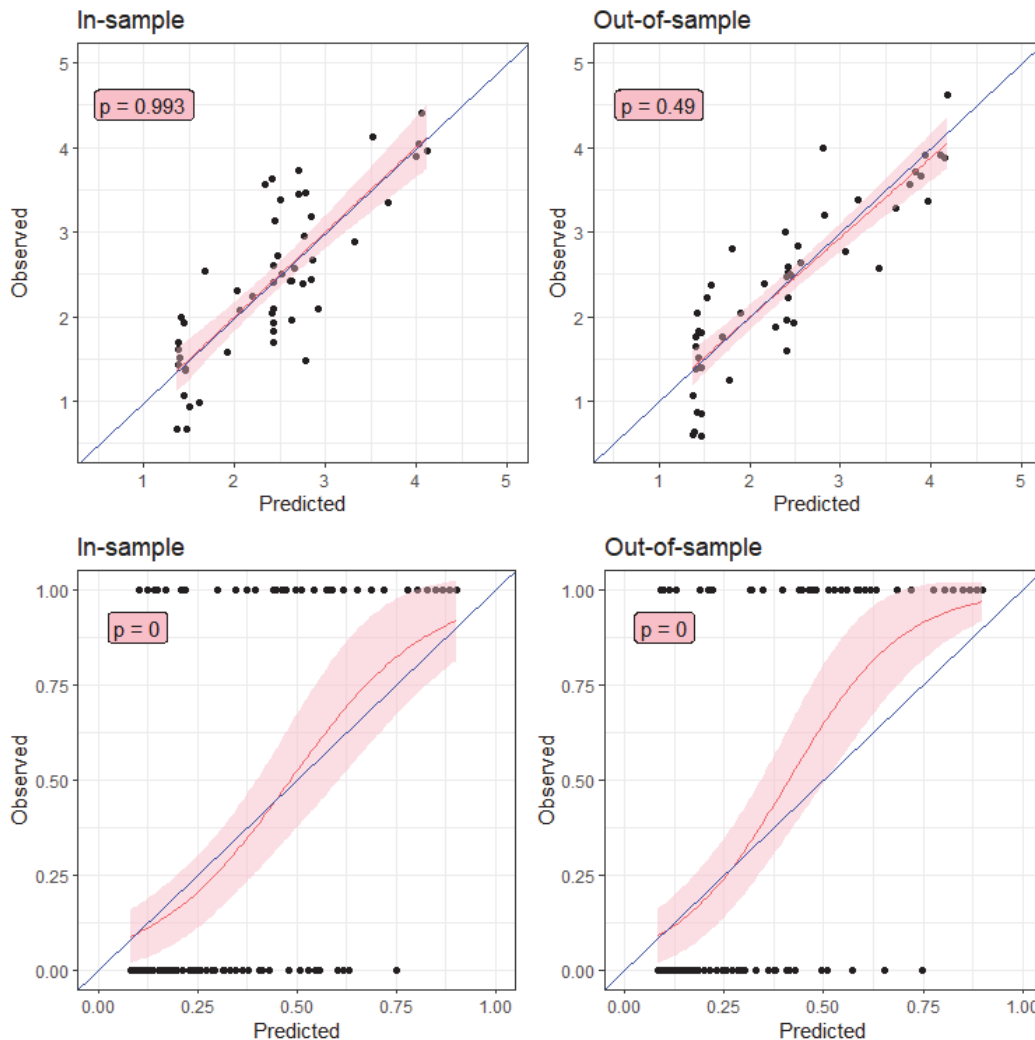 In-sample
Out-of-sample
5
4
3
2
1
Observed
p = 0.993
1 2 3 4 5
Predicted
5
4
3
2
1
Observed
p = 0.49
1 2 3 4 5
Predicted
In-sample
Out-of-sample
1.00
0.75
0.50
0.25
0.00
Observed
p = 0
0.00 0.25 0.50 0.75 1.00
Predicted
1.00
0.75
0.50
0.25
0.00
Observed
p = 0
0.00 0.25 0.50 0.75 1.00
Predicted